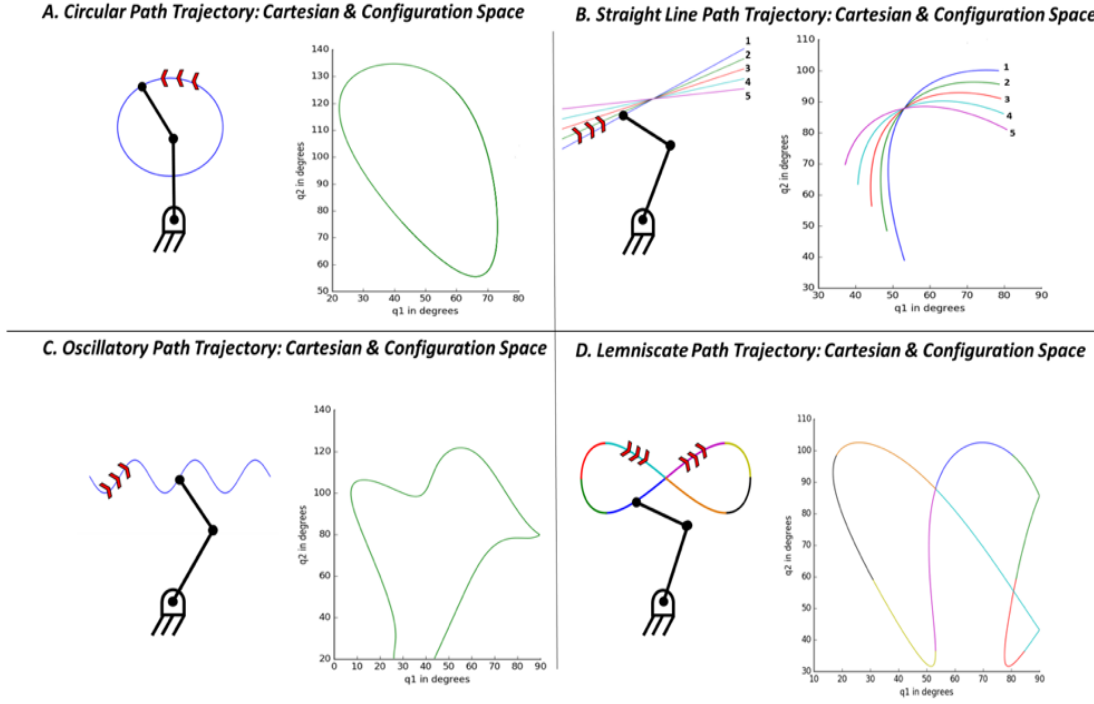 A. Circular Path Trajectory: Cartesian & Configuration Space
140
130
120
110
100
90
80
70
60
50
q2 in degrees
20 30 40 50 60 70 80
q1 in degrees
B. Straight Line Path Trajectory: Cartesian & Configuration Space
1
2
3
4
5
110
100
90
80
70
60
50
40
30
q2 in degrees
1
2
3
4
5
30 40 50 60 70 80 90
q1 in degrees
C. Oscillatory Path Trajectory: Cartesian & Configuration Space
140
120
100
80
60
40
20
q2 in degrees
0 10 20 30 40 50 60 70 80 90
q1 in degrees
D. Lemniscate Path Trajectory: Cartesian & Configuration Space
110
100
90
80
70
60
50
40
30
q2 in degrees
10 20 30 40 50 60 70 80 90
q1 in degrees